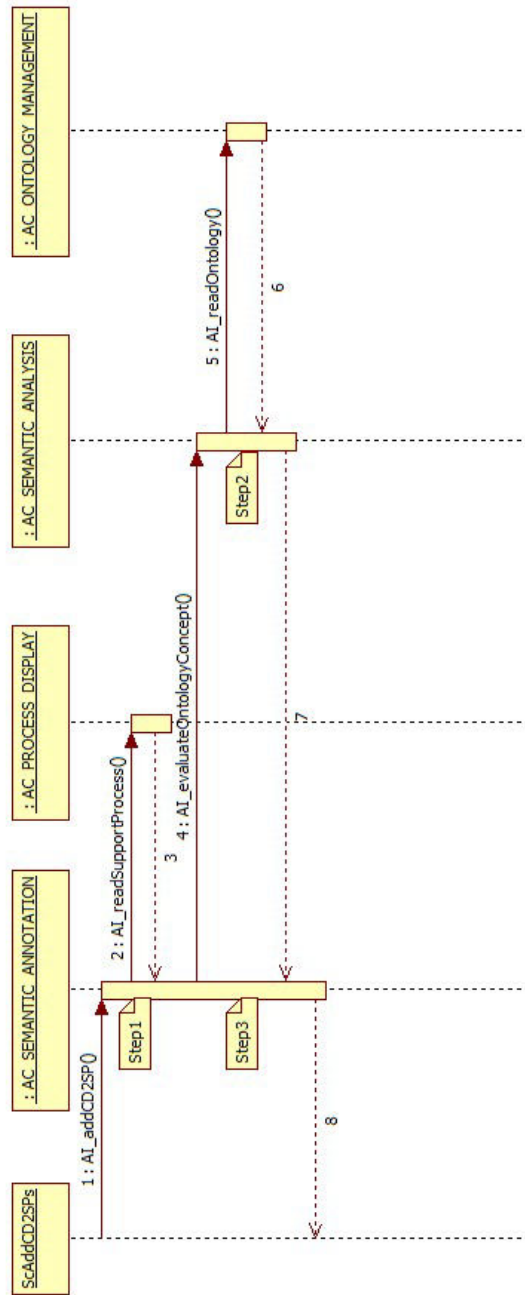 ScAddCD2SPs
: AC SEMANTIC ANNOTATION
: AC PROCESS DISPLAY
: AC SEMANTIC ANALYSIS
: AC ONTOLOGY MANAGEMENT
1 : AI_addCD2SP()
Step1
2 : AI_readSupportProcess()
3
4 : AI_evaluateOntologyConcept()
Step3
Step2
5 : AI_readOntology()
6
7
8